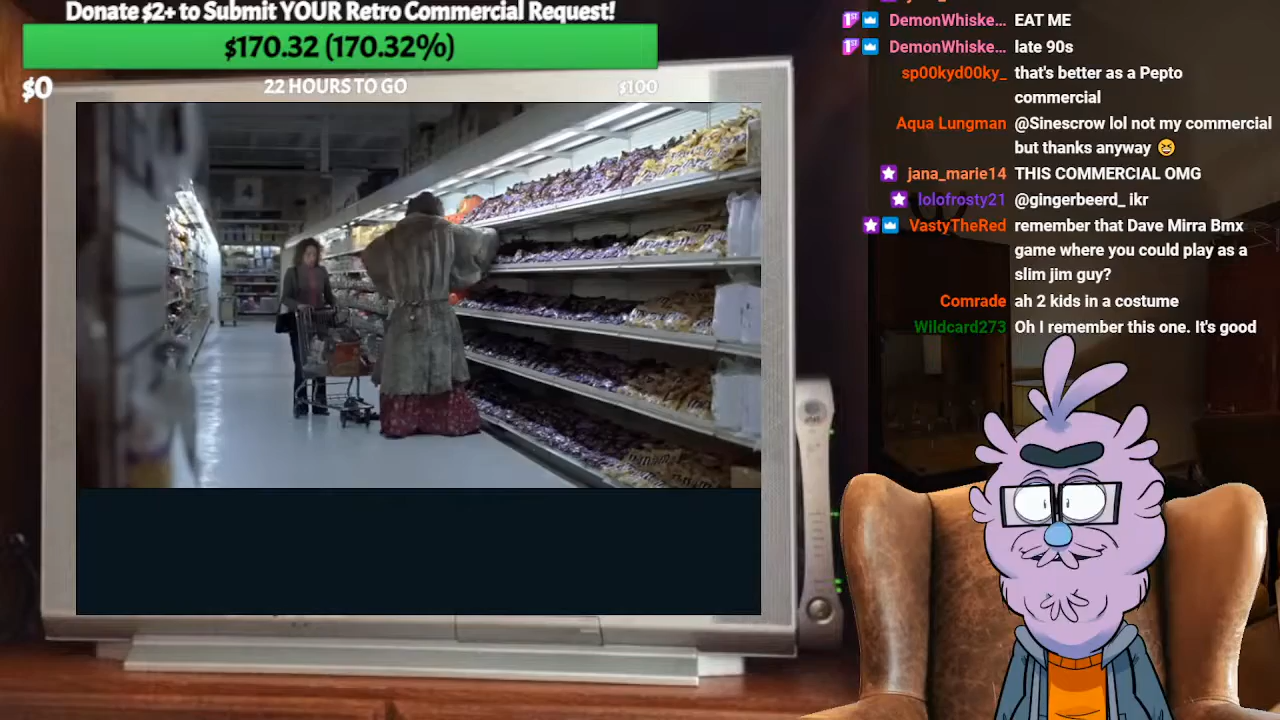 Donate $2+ to Submit YOUR Retro Commercial Request!
$170.32 (170.32%)
$0
22 HOURS TO GO
$100
DemonWhiske... EAT ME
DemonWhiske... late 90s
sp00kyd00ky_ that's better as a Pepto
commercial
Aqua Lungman @Sinescrow lol not my commercial
but thanks anyway 😆
jana_marie14 THIS COMMERCIAL OMG
lolofrosty21 @gingerbeerd_ ikr
VastyTheRed remember that Dave Mirra Bmx
game where you could play as a
slim jim guy?
Comrade ah 2 kids in a costume
Wildcard273 Oh I remember this one. It's good